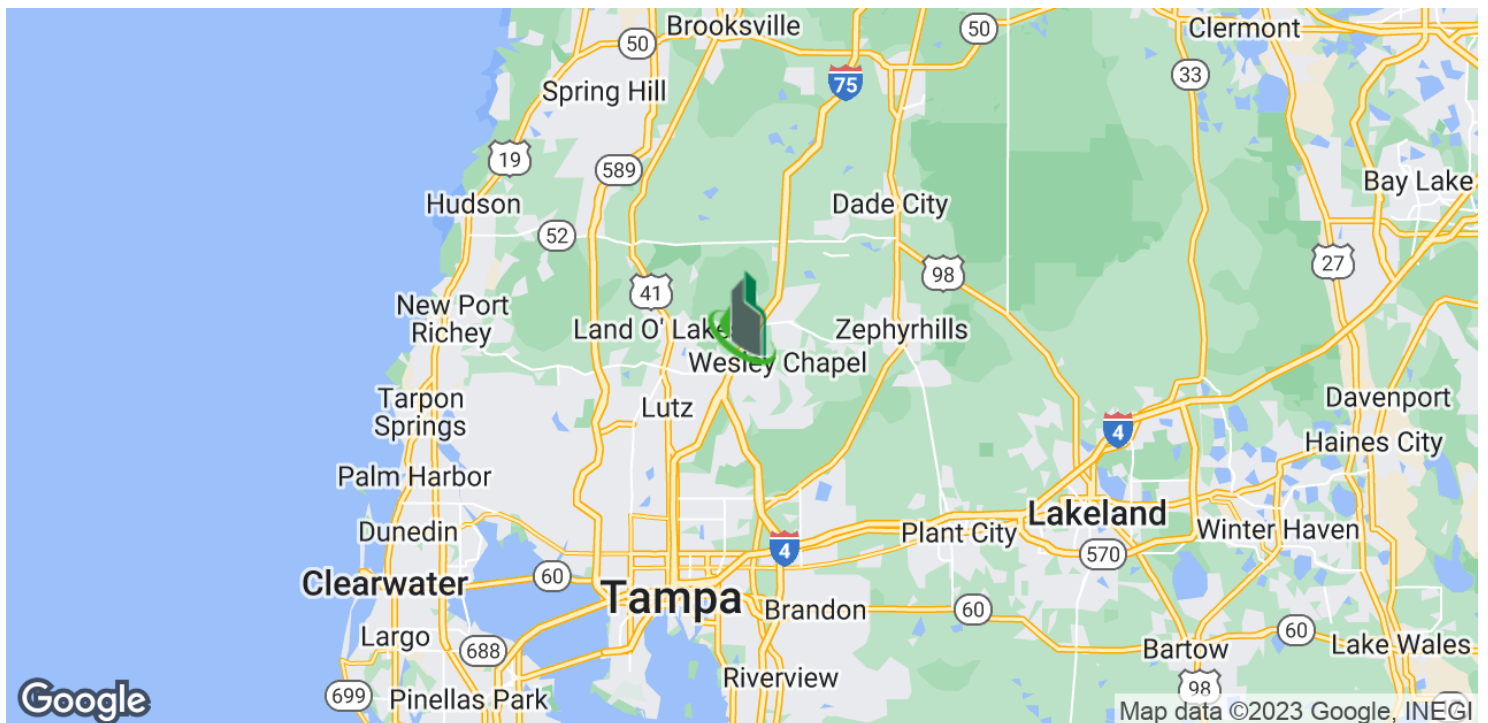 Brooksville
50
50
Clermont
75
33
Spring Hill
19
589
Bay Lake
Hudson
Dade City
52
98
27
41
New Port
Richey
Land O' Lakes
Zephyrhills
Wesley Chapel
Tarpon
Springs
Lutz
Davenport
4
Haines City
Palm Harbor
Lakeland
Dunedin
Plant City
Winter Haven
4
570
Clearwater
60
Tampa
Brandon
60
60
Largo
688
Bartow
Lake Wales
Riverview
98
699
Pinellas Park
Google
Map data ©2023 Google, INEGI